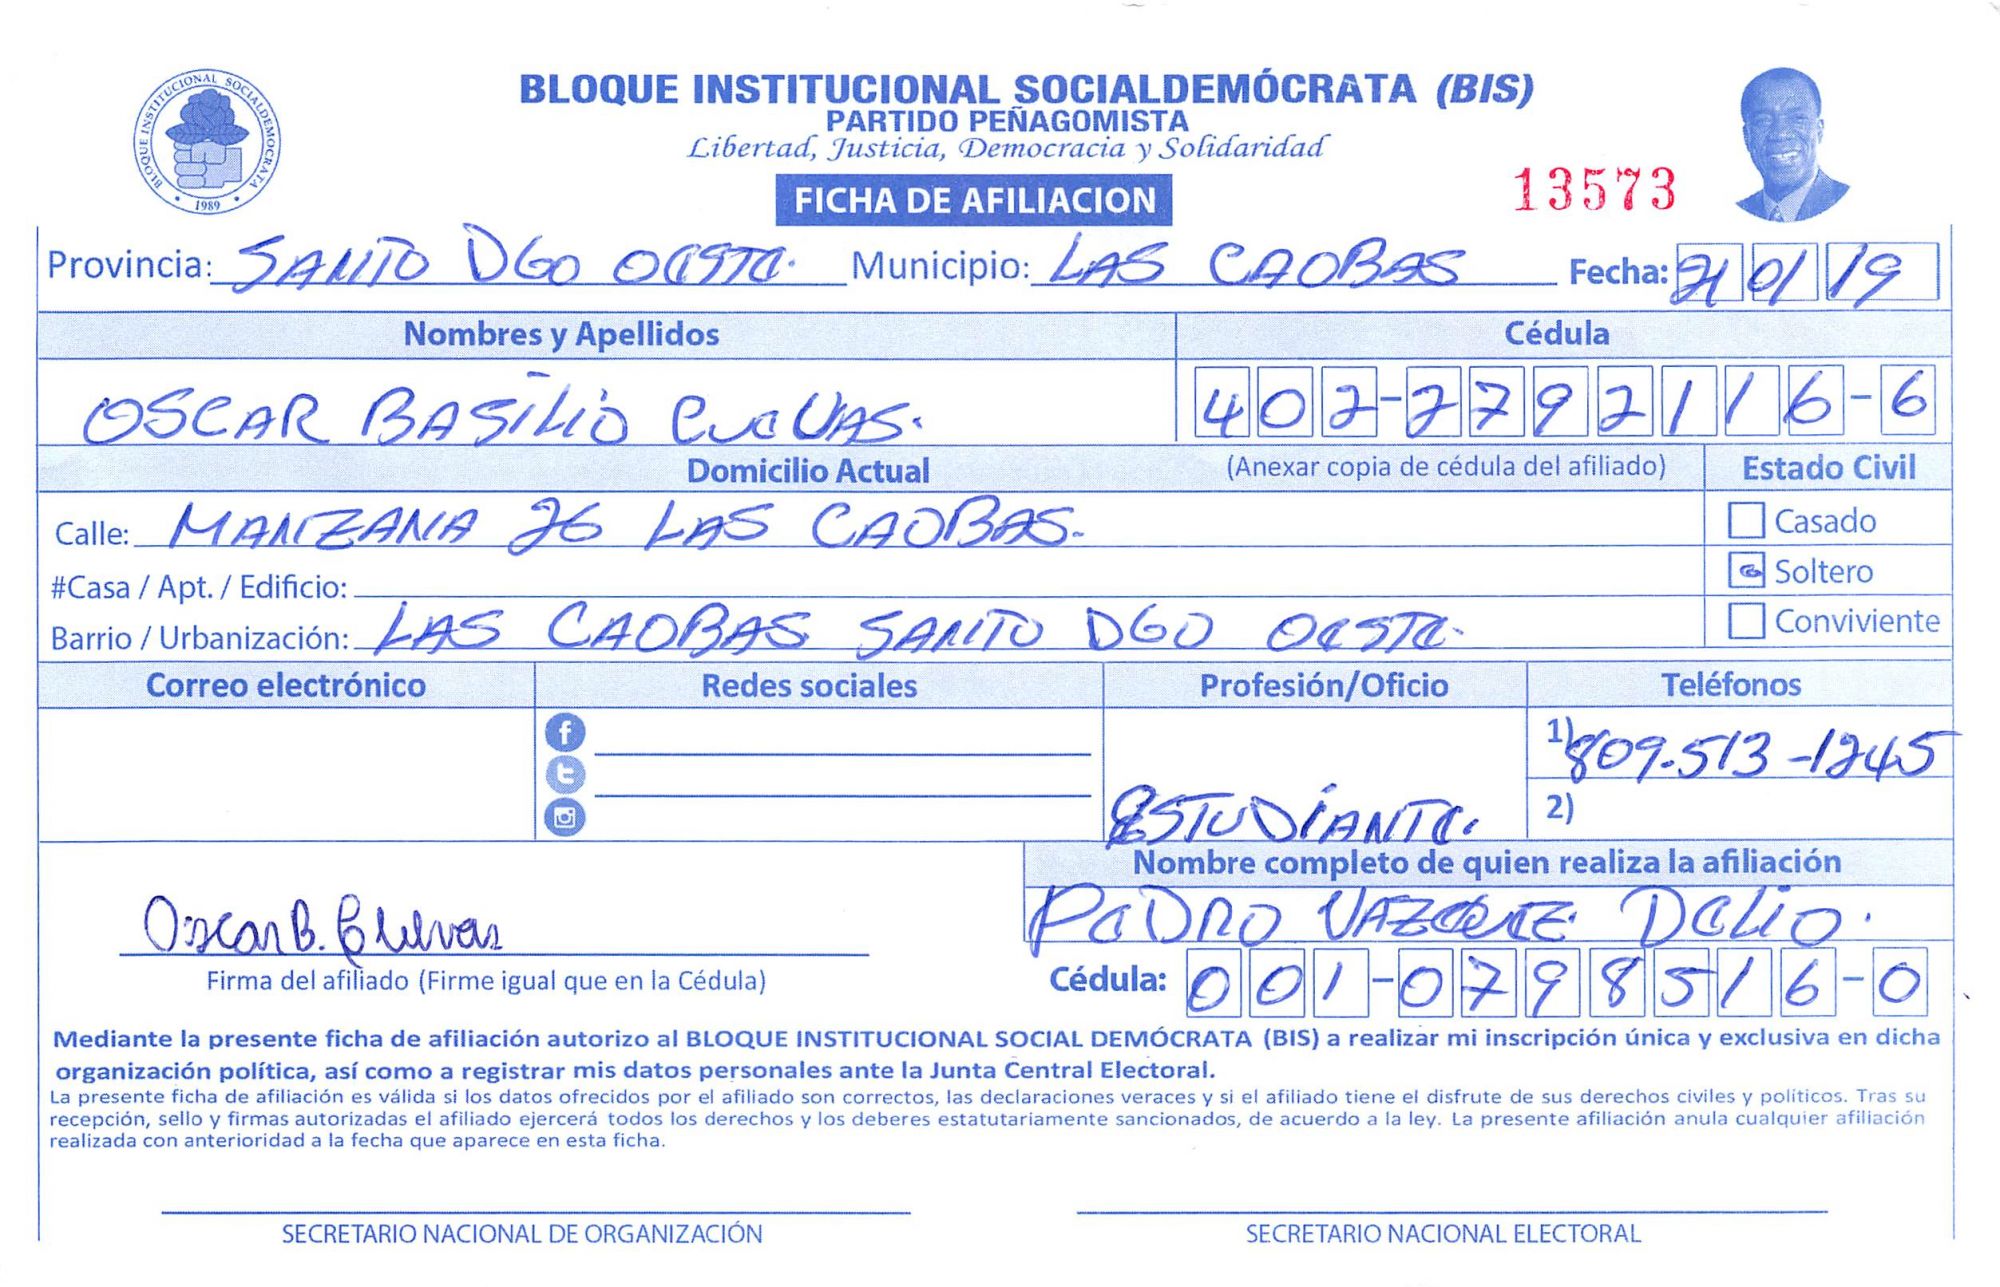 BLOQUE INSTITUCIONAL SOCIALDEMOCRATA
1989
BLOQUE INSTITUCIONAL SOCIALDEMÓCRATA (BIS)
PARTIDO PEÑAGOMISTA
Libertad, Justicia, Democracia y Solidaridad
FICHA DE AFILIACION
13573
Provincia: SANTO DGO OESTE. Municipio: LAS CAOBAS Fecha: 21 01 19
Nombres y Apellidos Cédula
OSCAR BASILIO CUEVAS. 402-2792116-6
Domicilio Actual (Anexar copia de cédula del afiliado) Estado Civil
Calle: MANZANA 26 LAS CAOBAS. Casado
#Casa / Apt. / Edificio: Soltero
Barrio / Urbanización: LAS CAOBAS SANTO DGO OESTE. Conviviente
Correo electrónico Redes sociales Profesión/Oficio Teléfonos
1) 809-513-1245
ESTUDIANTE. 2)
Nombre completo de quien realiza la afiliación
Oscar B. Cuevas PEDRO VAZQUEZ DELIO.
Firma del afiliado (Firme igual que en la Cédula) Cédula: 001-0798516-0
Mediante la presente ficha de afiliación autorizo al BLOQUE INSTITUCIONAL SOCIAL DEMÓCRATA (BIS) a realizar mi inscripción única y exclusiva en dicha
organización política, así como a registrar mis datos personales ante la Junta Central Electoral.
La presente ficha de afiliación es válida si los datos ofrecidos por el afiliado son correctos, las declaraciones veraces y si el afiliado tiene el disfrute de sus derechos civiles y políticos. Tras su
recepción, sello y firmas autorizadas el afiliado ejercerá todos los derechos y los deberes estatutariamente sancionados, de acuerdo a la ley. La presente afiliación anula cualquier afiliación
realizada con anterioridad a la fecha que aparece en esta ficha.
SECRETARIO NACIONAL DE ORGANIZACIÓN SECRETARIO NACIONAL ELECTORAL